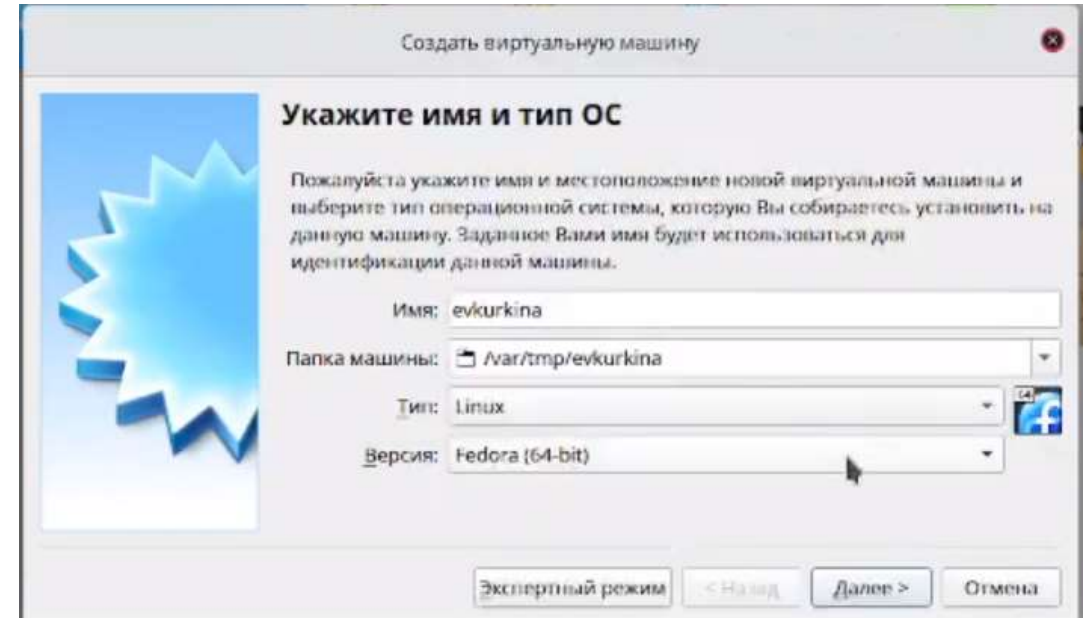 Создать виртуальную машину
Укажите имя и тип ОС
Пожалуйста укажите имя и местоположение новой виртуальной машины и
выберите тип операционной системы, которую Вы собираетесь установить на
данную машину. Заданное Вами имя будет использоваться для
идентификации данной машины.
Имя: evkurkina
Папка машины: /var/tmp/evkurkina
Тип: Linux
64
Версия: Fedora (64-bit)
Экспертный режим < Назад Далее > Отмена